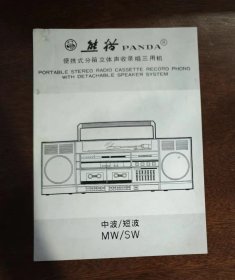 熊猫 PANDA®
便携式分箱立体声收录唱三用机
PORTABLE STEREO RADIO CASSETTE RECORD PHONO
WITH DETACHABLE SPEAKER SYSTEM
中波/短波
MW/SW